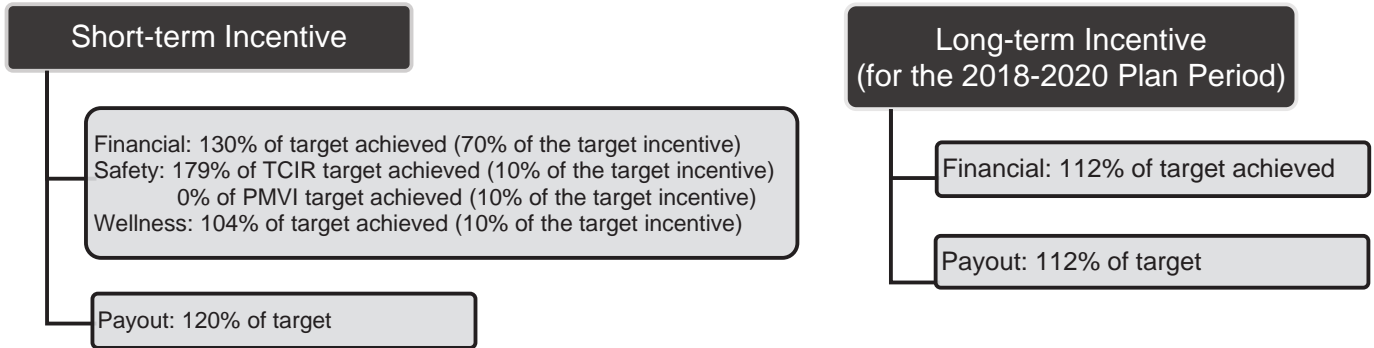 Short-term Incentive
Financial: 130% of target achieved (70% of the target incentive)
Safety: 179% of TCIR target achieved (10% of the target incentive)
0% of PMVI target achieved (10% of the target incentive)
Wellness: 104% of target achieved (10% of the target incentive)
Payout: 120% of target
Long-term Incentive
(for the 2018-2020 Plan Period)
Financial: 112% of target achieved
Payout: 112% of target